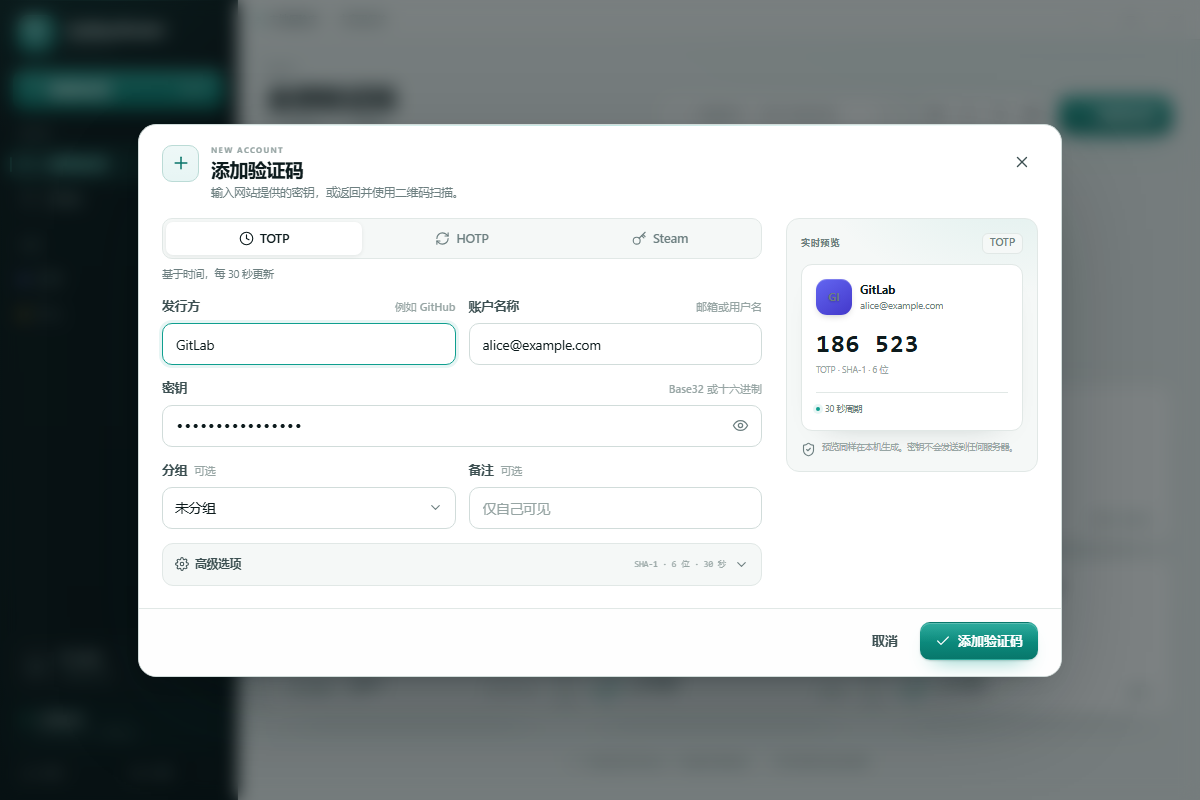 NEW ACCOUNT
添加验证码
输入网站提供的密钥，或返回并使用二维码扫描。
TOTP
HOTP
Steam
基于时间，每 30 秒更新
发行方
例如 GitHub
账户名称
邮箱或用户名
GitLab
alice@example.com
密钥
Base32 或十六进制
••••••••••••••••
分组 可选
备注 可选
未分组
仅自己可见
高级选项
SHA-1 · 6 位 · 30 秒
实时预览
TOTP
GI
GitLab
alice@example.com
186 523
TOTP · SHA-1 · 6 位
30 秒周期
预览同样在本机生成。密钥不会发送到任何服务器。
取消
添加验证码